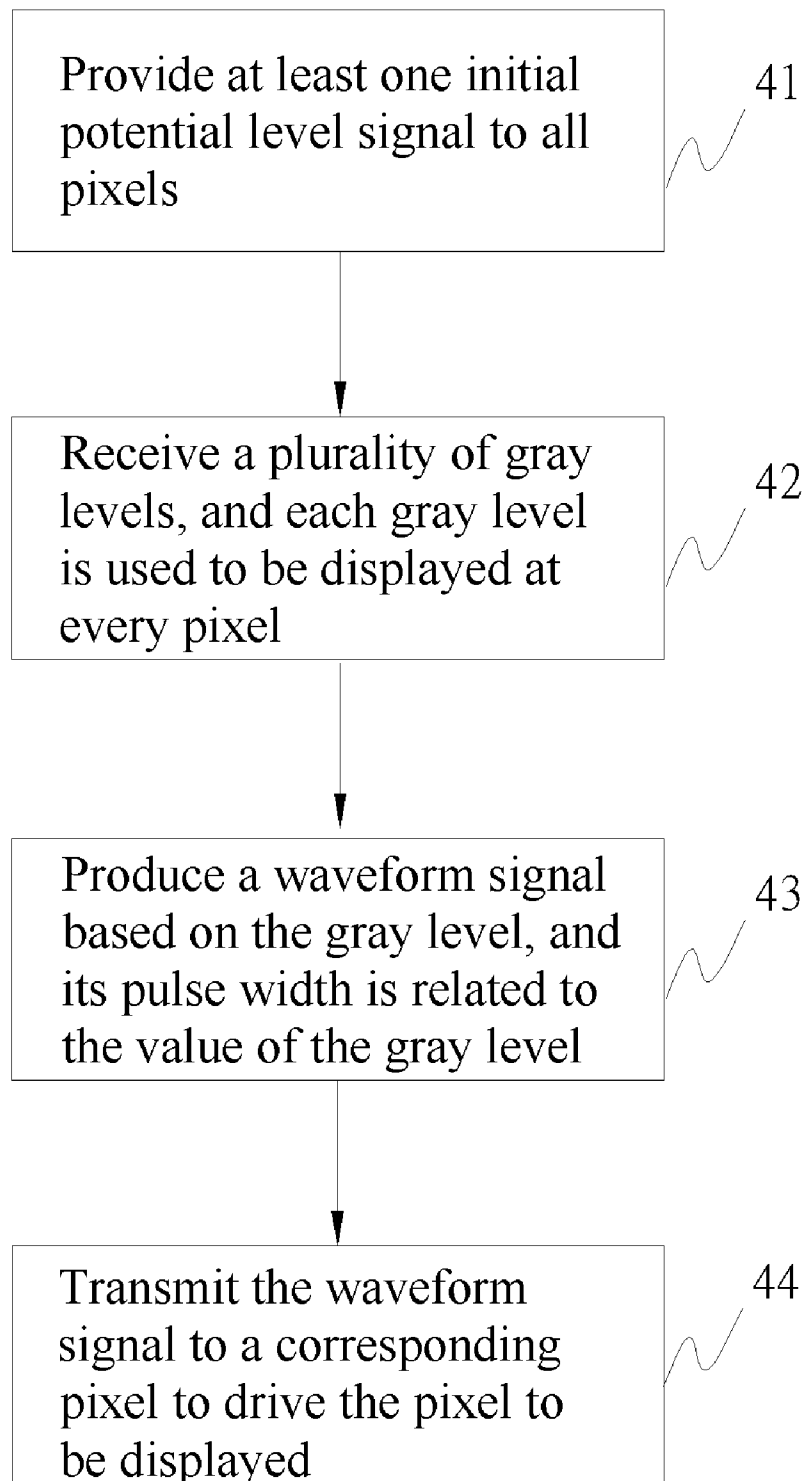 Provide at least one initial
potential level signal to all
pixels
41
Receive a plurality of gray
levels, and each gray level
is used to be displayed at
every pixel
42
Produce a waveform signal
based on the gray level, and
its pulse width is related to
the value of the gray level
43
Transmit the waveform
signal to a corresponding
pixel to drive the pixel to
be displayed
44